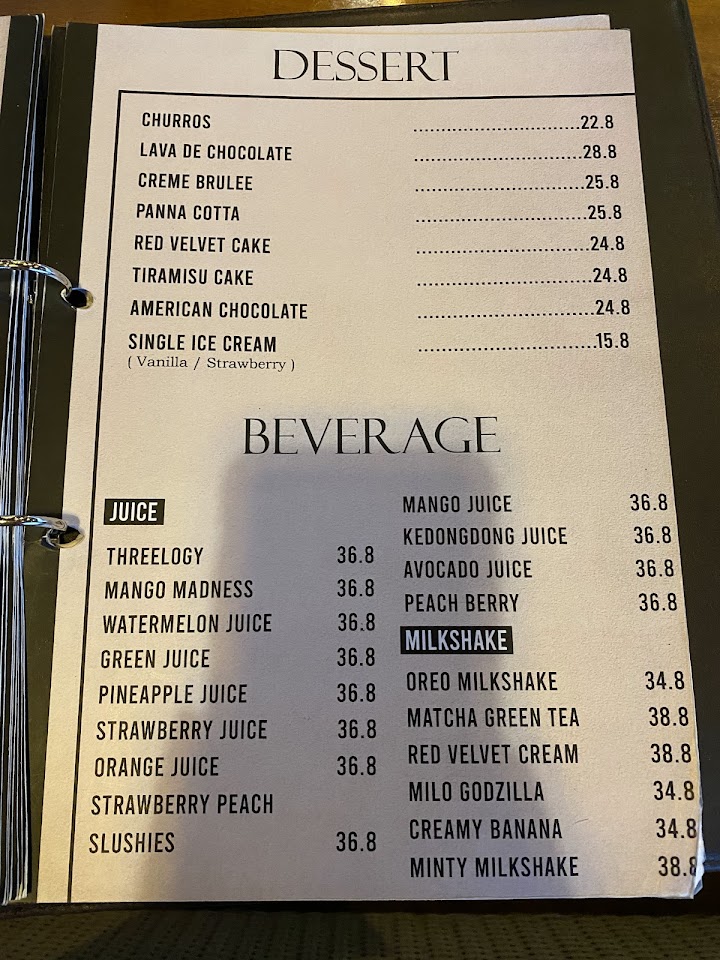 DESSERT
CHURROS ..............................22.8
LAVA DE CHOCOLATE ..............................28.8
CREME BRULEE ..............................25.8
PANNA COTTA ..............................25.8
RED VELVET CAKE ..............................24.8
TIRAMISU CAKE ..............................24.8
AMERICAN CHOCOLATE ..............................24.8
SINGLE ICE CREAM ..............................15.8
( Vanilla / Strawberry )
BEVERAGE
JUICE
THREELOGY 36.8
MANGO MADNESS 36.8
WATERMELON JUICE 36.8
GREEN JUICE 36.8
PINEAPPLE JUICE 36.8
STRAWBERRY JUICE 36.8
ORANGE JUICE 36.8
STRAWBERRY PEACH
SLUSHIES 36.8
MANGO JUICE 36.8
KEDONGDONG JUICE 36.8
AVOCADO JUICE 36.8
PEACH BERRY 36.8
MILKSHAKE
OREO MILKSHAKE 34.8
MATCHA GREEN TEA 38.8
RED VELVET CREAM 38.8
MILO GODZILLA 34.8
CREAMY BANANA 34.8
MINTY MILKSHAKE 38.8